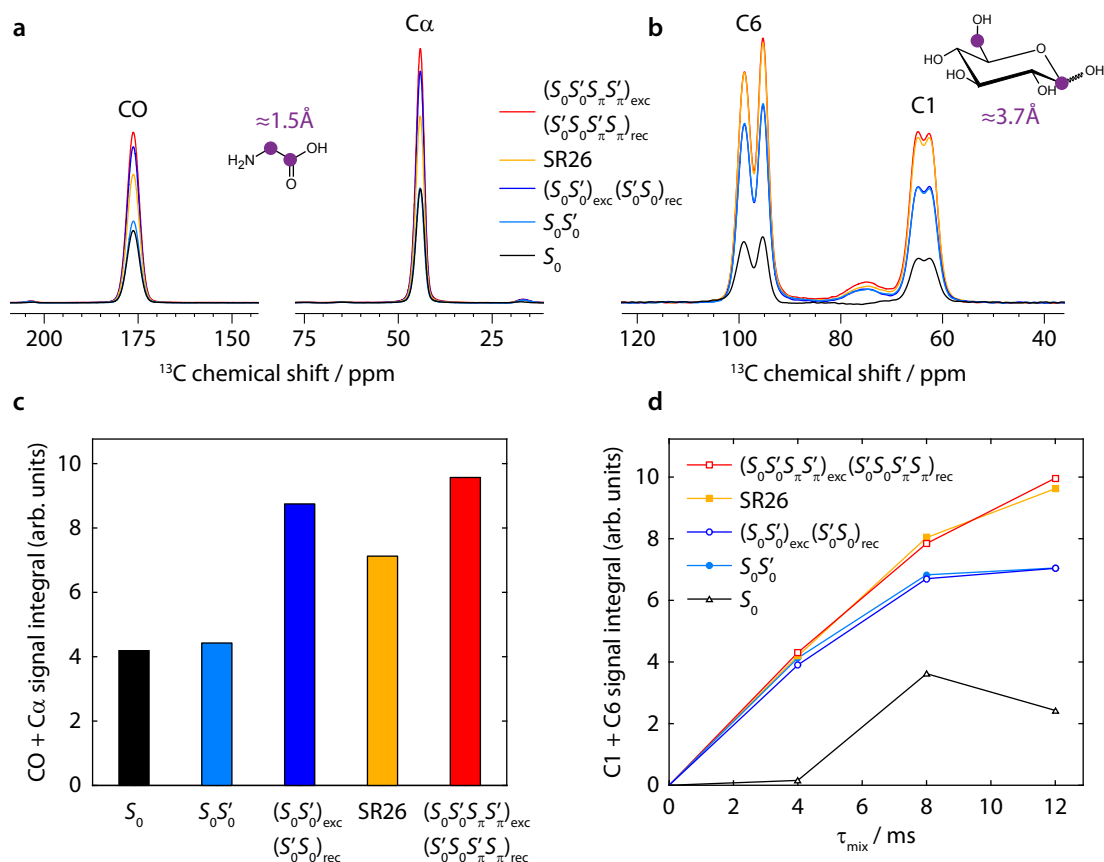 a
CO
Cα
≈1.5Å
H₂N
OH
O
(S₀S′₀SπS′π)exc
(S′₀S₀S′πSπ)rec
SR26
(S₀S′₀)exc(S′₀S₀)rec
S₀S′₀
S₀
200 175 150
75 50 25
¹³C chemical shift / ppm
b
C6
C1
OH
HO
O
HO
OH
OH
≈3.7Å
120 100 80 60 40
¹³C chemical shift / ppm
c
CO + Cα signal integral (arb. units)
10
8
6
4
2
0
S₀ S₀S′₀ (S₀S′₀)exc SR26 (S₀S′₀SπS′π)exc
(S′₀S₀)rec (S′₀S₀S′πSπ)rec
d
C1 + C6 signal integral (arb. units)
10
8
6
4
2
0
(S₀S′₀SπS′π)exc(S′₀S₀S′πSπ)rec
SR26
(S₀S′₀)exc(S′₀S₀)rec
S₀S′₀
S₀
0 2 4 6 8 10 12
τmix / ms